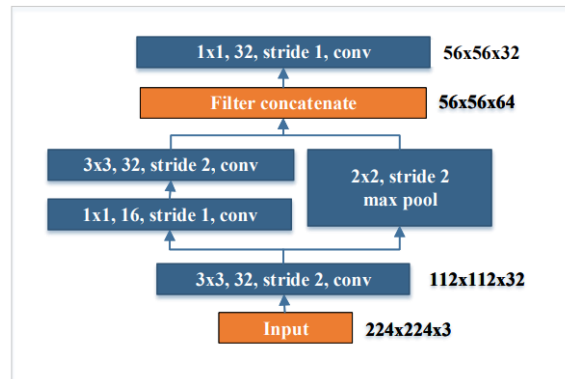 1x1, 32, stride 1, conv
56x56x32
Filter concatenate
56x56x64
3x3, 32, stride 2, conv
2x2, stride 2
max pool
1x1, 16, stride 1, conv
3x3, 32, stride 2, conv
112x112x32
Input
224x224x3